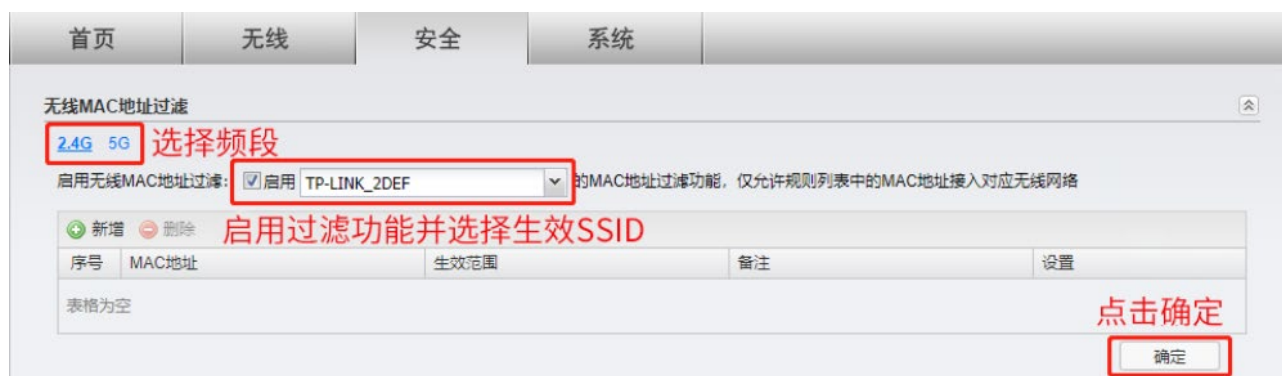 首页 无线 安全 系统
无线MAC地址过滤
2.4G 5G 选择频段
启用无线MAC地址过滤: 启用 TP-LINK_2DEF 的MAC地址过滤功能，仅允许规则列表中的MAC地址接入对应无线网络
新增 删除 启用过滤功能并选择生效SSID
序号 MAC地址 生效范围 备注 设置
表格为空
点击确定
确定